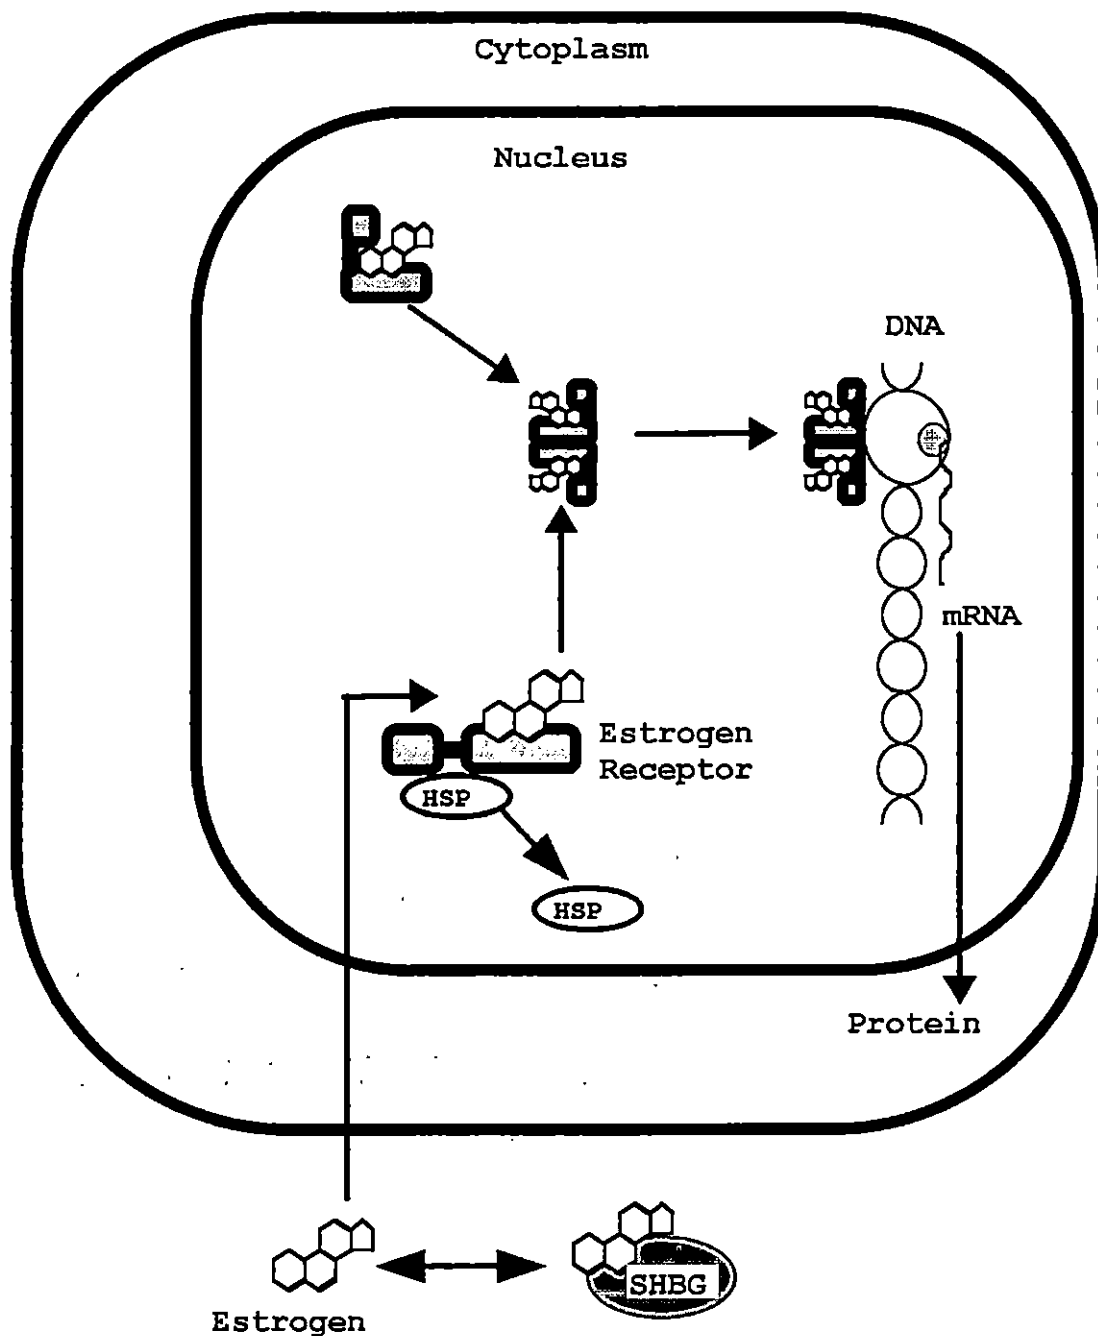 Cytoplasm
Nucleus
DNA
mRNA
Estrogen
Receptor
HSP
HSP
Protein
SHBG
Estrogen